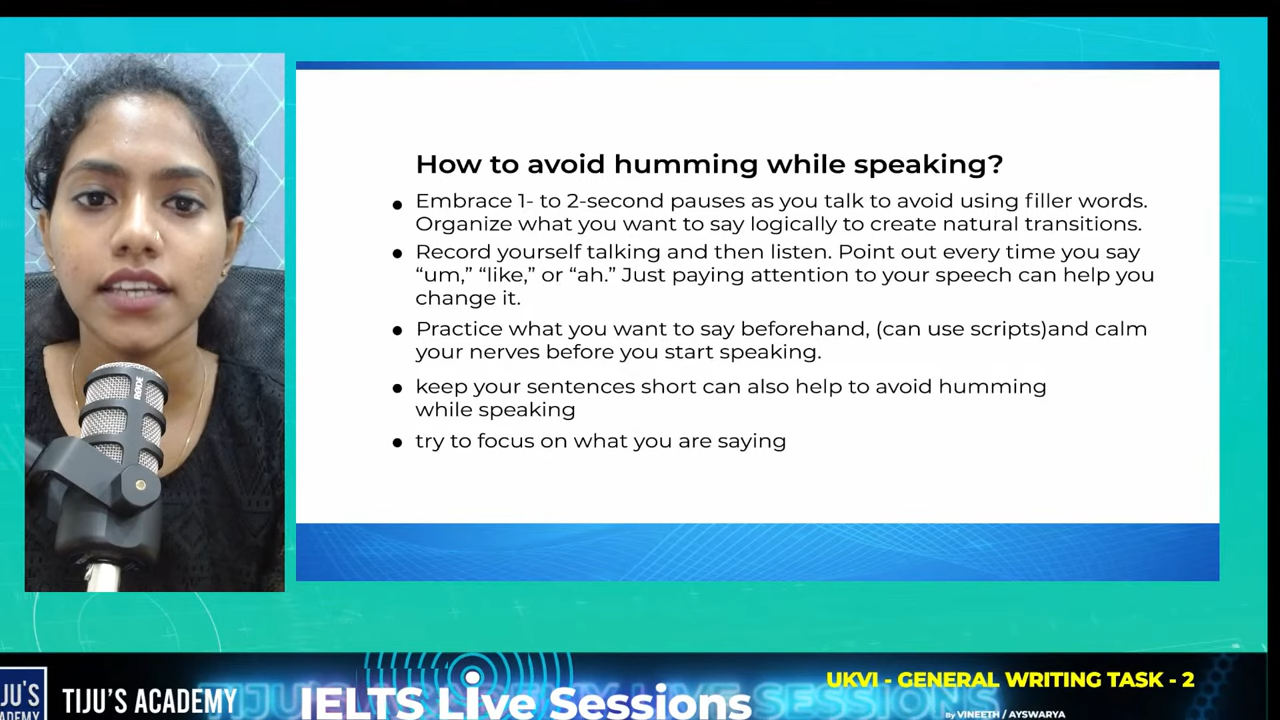 How to avoid humming while speaking?
● Embrace 1- to 2-second pauses as you talk to avoid using filler words.
Organize what you want to say logically to create natural transitions.
● Record yourself talking and then listen. Point out every time you say
“um,” “like,” or “ah.” Just paying attention to your speech can help you
change it.
● Practice what you want to say beforehand, (can use scripts)and calm
your nerves before you start speaking.
● keep your sentences short can also help to avoid humming
while speaking
● try to focus on what you are saying
RODE
UKVI - GENERAL WRITING TASK - 2
JU'S
ADEMY
TIJU'S ACADEMY
IELTS Live Sessions
By VINEETH / AYSWARYA